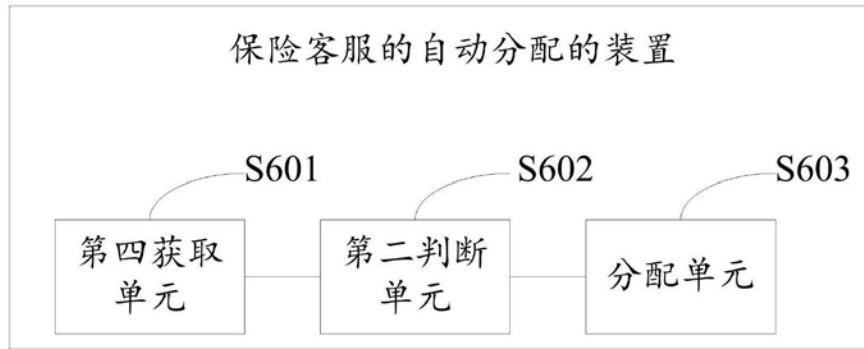 保险客服的自动分配的装置
S601
S602
S603
第四获取
单元
第二判断
单元
分配单元